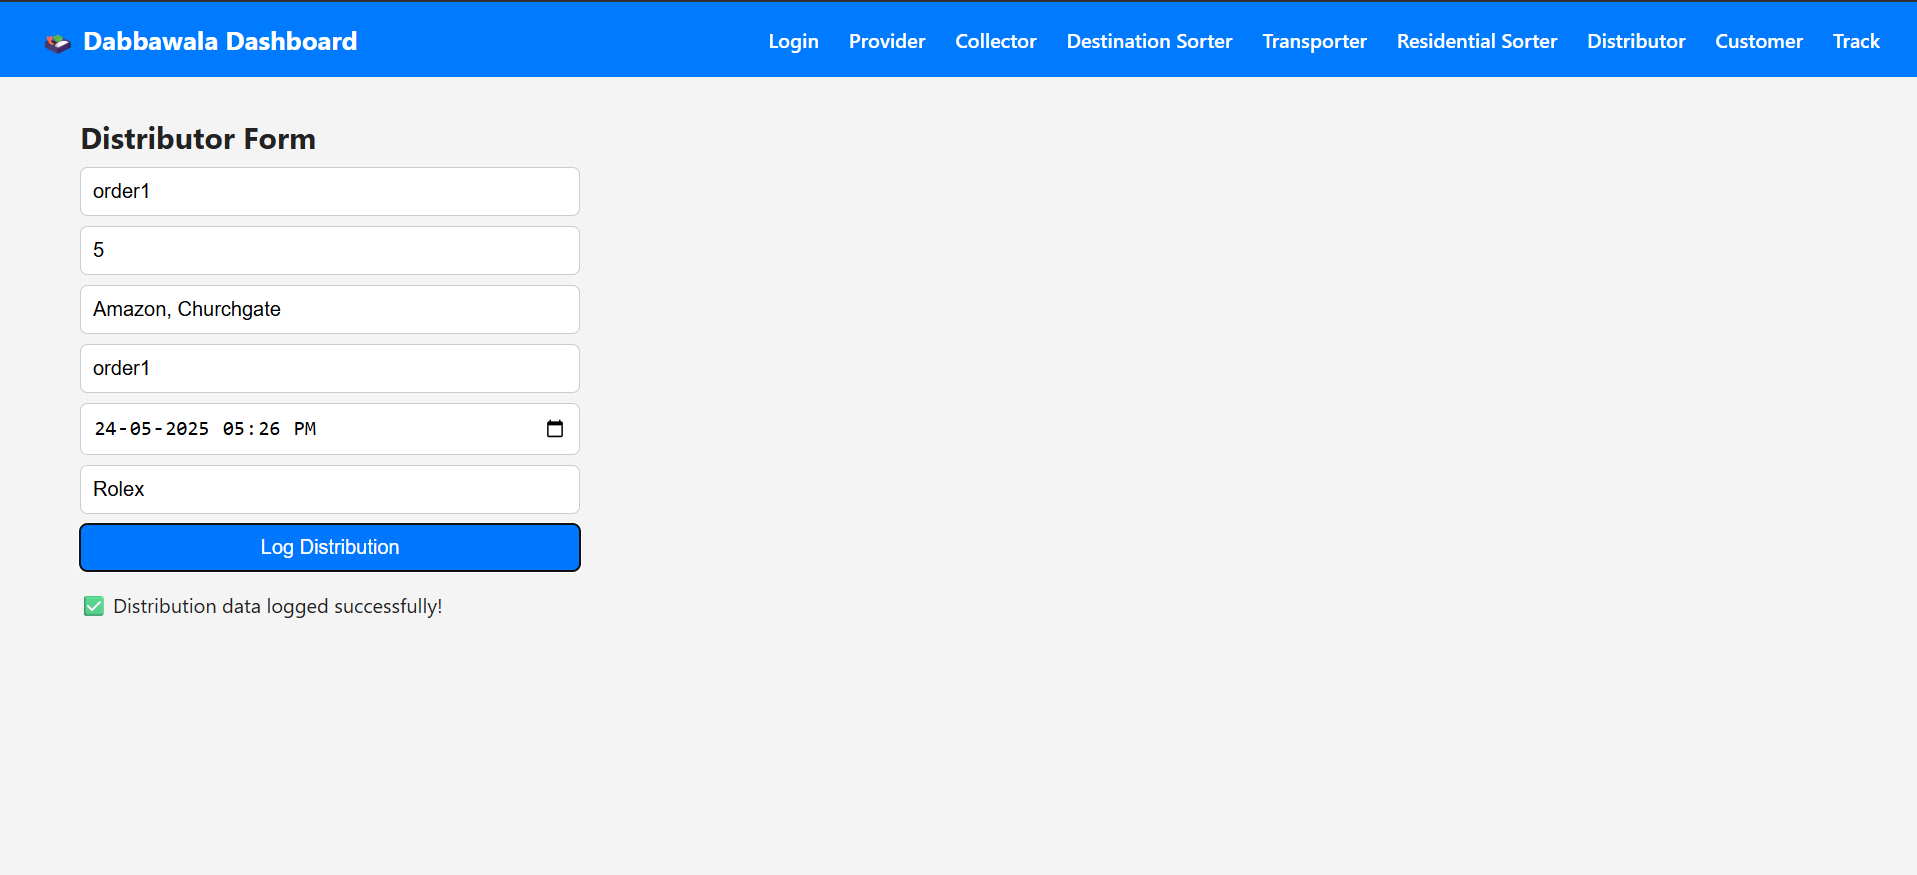 Dabbawala Dashboard Login Provider Collector Destination Sorter Transporter Residential Sorter Distributor Customer Track
Distributor Form
order1
5
Amazon, Churchgate
order1
24-05-2025 05:26 PM
Rolex
Log Distribution
✅ Distribution data logged successfully!